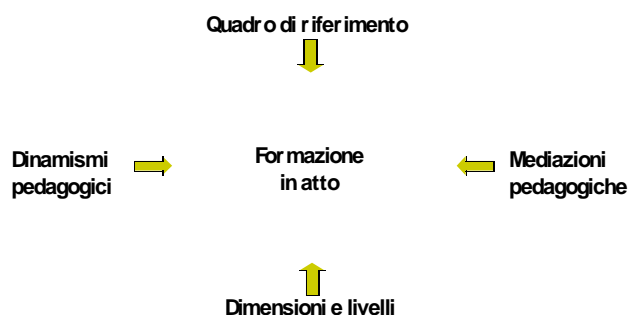 Quadro di riferimento
Dinamismi
pedagogici
Formazione
in atto
Mediazioni
pedagogiche
Dimensioni e livelli